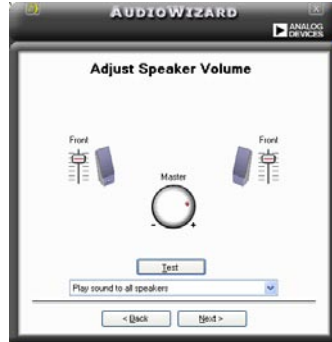 AUDIOWIZARD
ANALOG
DEVICES
Adjust Speaker Volume
Front
Front
Master
- +
Test
Play sound to all speakers
< Back Next >